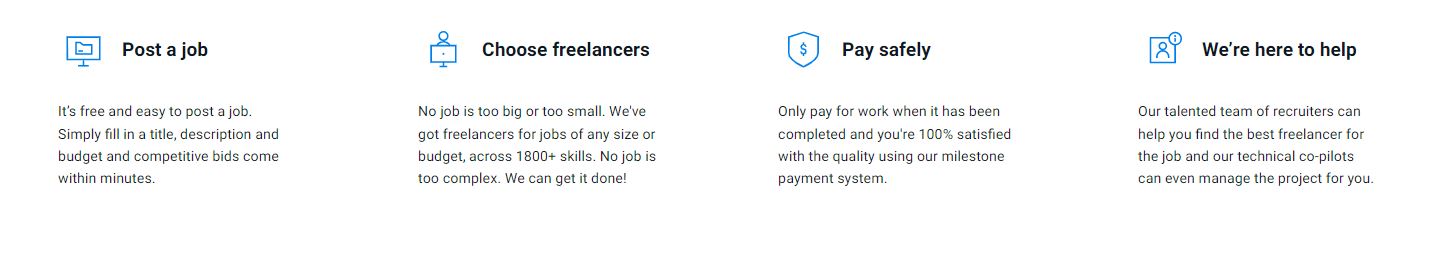 Post a job
It's free and easy to post a job.
Simply fill in a title, description and
budget and competitive bids come
within minutes.
Choose freelancers
No job is too big or too small. We've
got freelancers for jobs of any size or
budget, across 1800+ skills. No job is
too complex. We can get it done!
$ Pay safely
Only pay for work when it has been
completed and you're 100% satisfied
with the quality using our milestone
payment system.
We’re here to help
Our talented team of recruiters can
help you find the best freelancer for
the job and our technical co-pilots
can even manage the project for you.